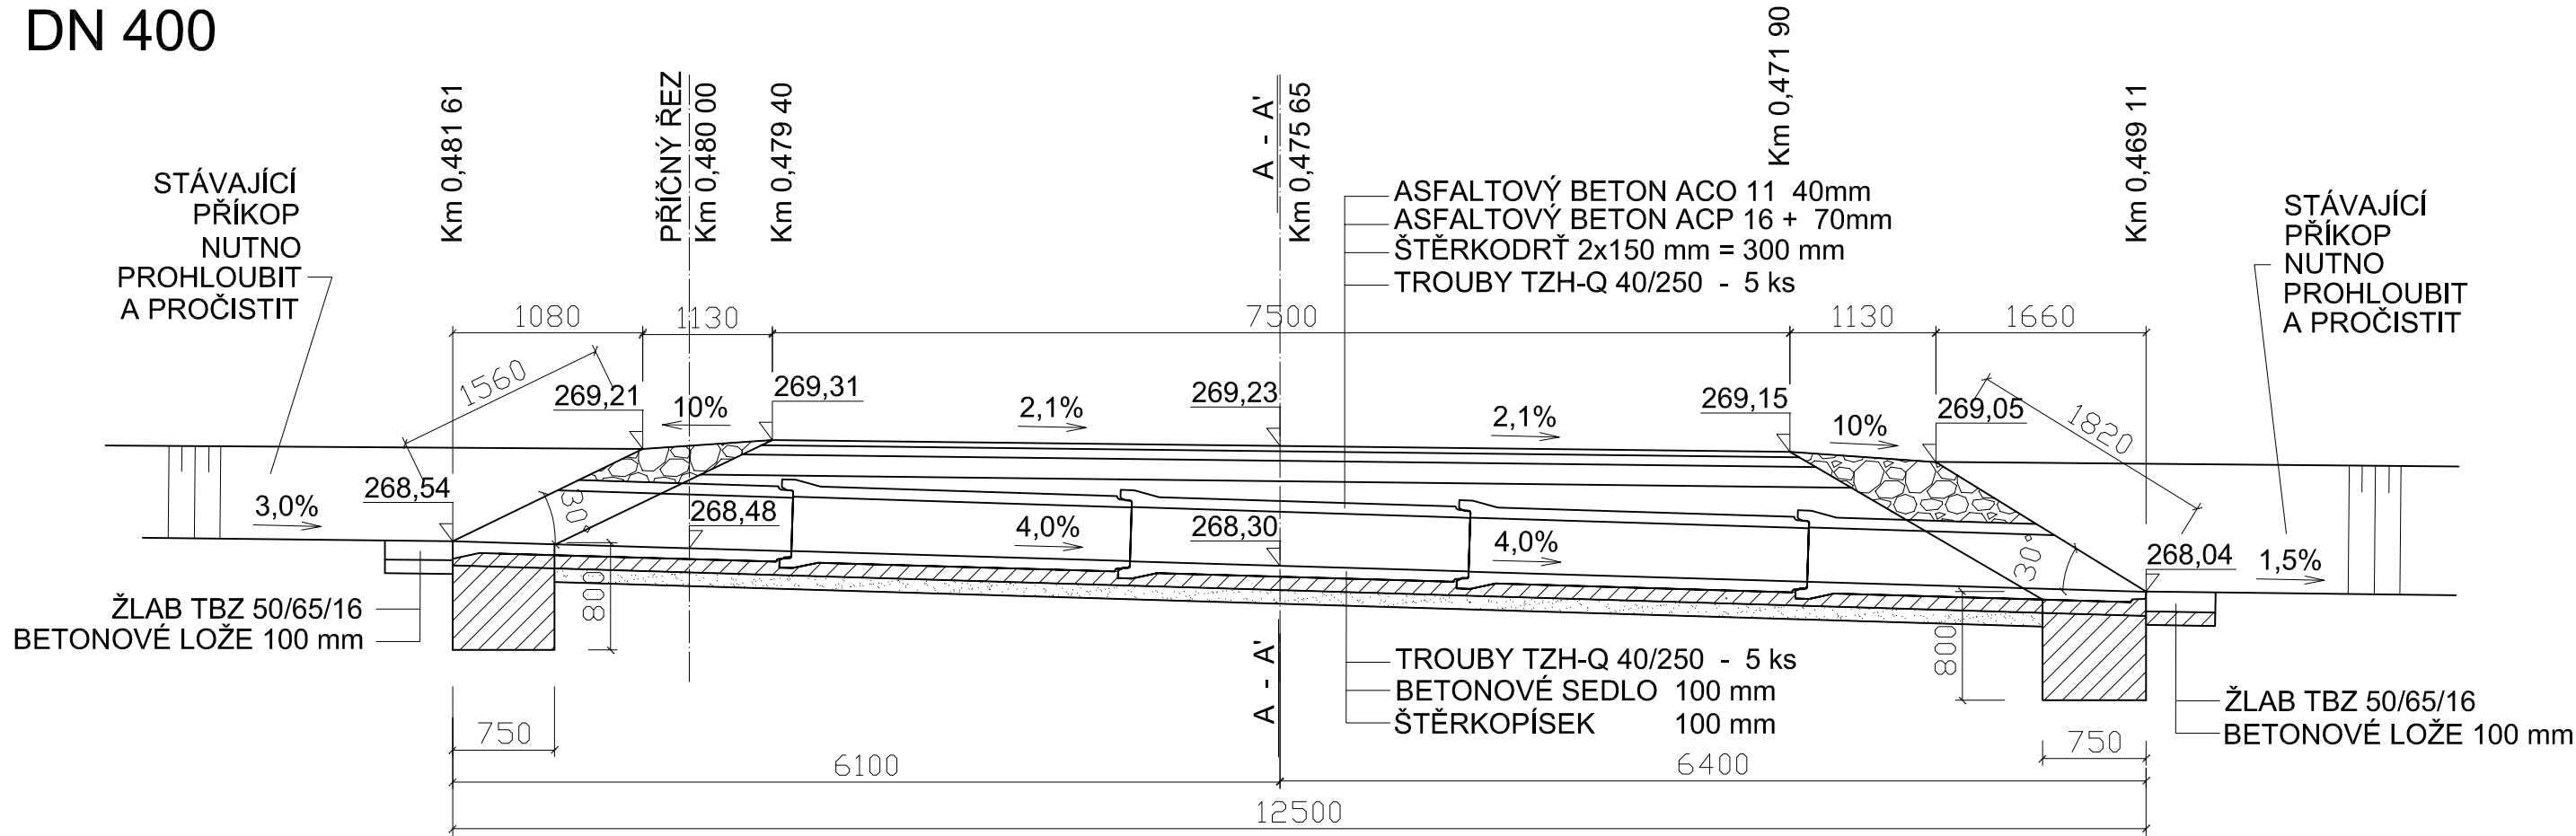 DN 400
Km 0,481 61
PŘÍČNÝ ŘEZ
Km 0,480 00
Km 0,479 40
A - A'
Km 0,475 65
Km 0,471 90
Km 0,469 11
STÁVAJÍCÍ
PŘÍKOP
NUTNO
PROHLOUBIT
A PROČISTIT
ASFALTOVÝ BETON ACO 11 40mm
ASFALTOVÝ BETON ACP 16 + 70mm
ŠTĚRKODRŤ 2x150 mm = 300 mm
TROUBY TZH-Q 40/250 - 5 ks
STÁVAJÍCÍ
PŘÍKOP
NUTNO
PROHLOUBIT
A PROČISTIT
1080
1130
7500
1130
1660
1560
269,21
10%
269,31
2,1%
269,23
2,1%
269,15
10%
269,05
1820
3,0%
268,54
30°
268,48
4,0%
268,30
4,0%
30°
268,04
1,5%
800
800
ŽLAB TBZ 50/65/16
BETONOVÉ LOŽE 100 mm
A - A'
TROUBY TZH-Q 40/250 - 5 ks
BETONOVÉ SEDLO 100 mm
ŠTĚRKOPÍSEK 100 mm
ŽLAB TBZ 50/65/16
BETONOVÉ LOŽE 100 mm
750
750
6100
6400
12500